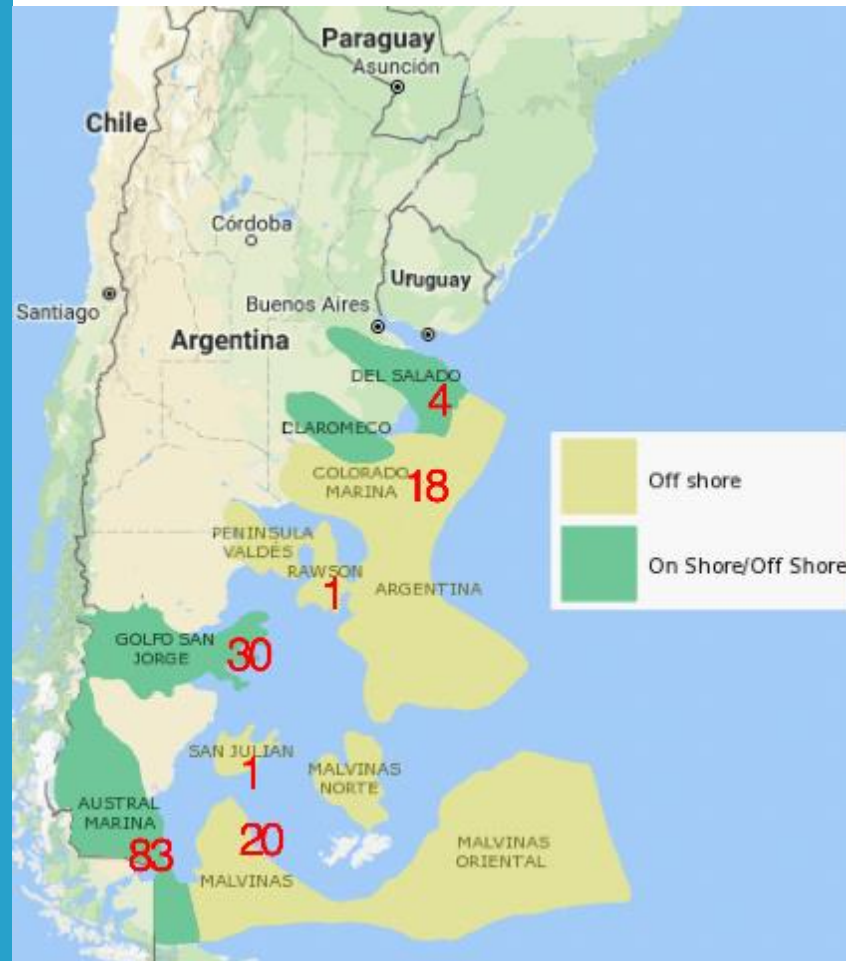 Paraguay
Asunción
Chile
Córdoba
Uruguay
Santiago
Buenos Aires
Argentina
DEL SALADO
4
CLAROMECO
COLORADO
MARINA
18
Off shore
PENINSULA
VALDÉS
RAWSON
1
ARGENTINA
On Shore/Off Shore
GOLFO SAN
JORGE
30
SAN JULIAN
1
MALVINAS
NORTE
AUSTRAL
MARINA
83
20
MALVINAS
MALVINAS
ORIENTAL